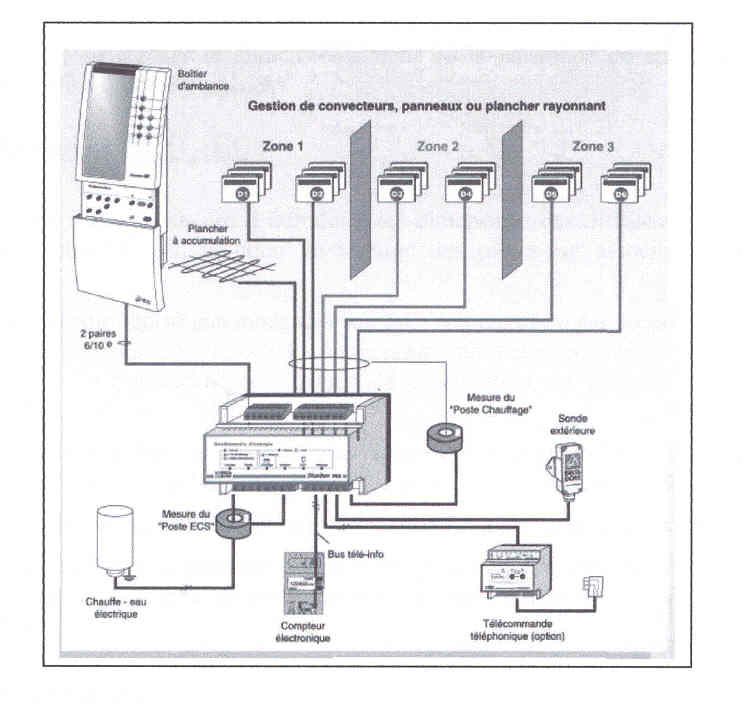 Boîtier
d'ambiance
Gestion de convecteurs, panneaux ou plancher rayonnant
Zone 1
Zone 2
Zone 3
D1
D2
D3
D4
D5
D6
Plancher
à accumulation
2 paires
6/10 e
Mesure du
"Poste Chauffage"
Sonde
extérieure
Mesure du
"Poste ECS"
Bus télé-info
Chauffe - eau
électrique
Compteur
électronique
Télécommande
téléphonique (option)